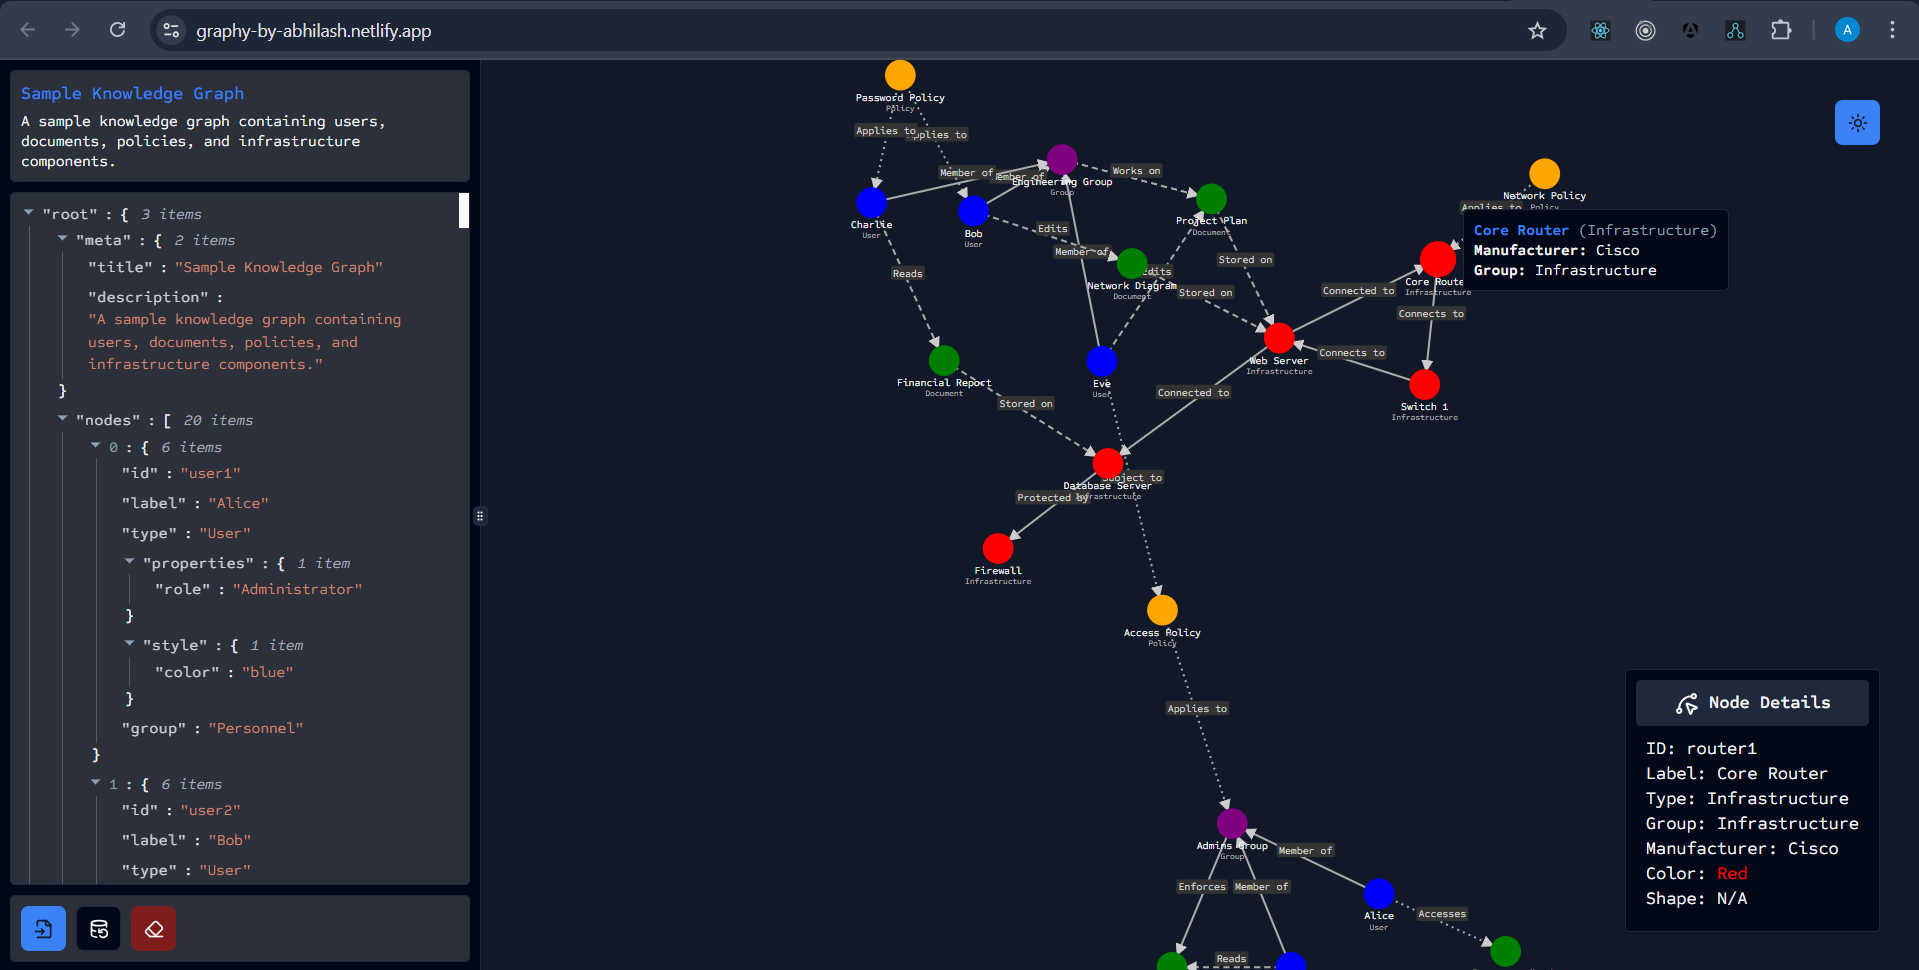 graphy-by-abhilash.netlify.app
A
Sample Knowledge Graph
A sample knowledge graph containing users,
documents, policies, and infrastructure
components.
"root" : { 3 items
"meta" : { 2 items
"title" : "Sample Knowledge Graph"
"description" :
"A sample knowledge graph containing
users, documents, policies, and
infrastructure components."
}
"nodes" : [ 20 items
0 : { 6 items
"id" : "user1"
"label" : "Alice"
"type" : "User"
"properties" : { 1 item
"role" : "Administrator"
}
"style" : { 1 item
"color" : "blue"
}
"group" : "Personnel"
}
1 : { 6 items
"id" : "user2"
"label" : "Bob"
"type" : "User"
Password Policy
Policy
Applies to
Applies to
Member of
Member of
Engineering Group
Group
Works on
Charlie
User
Bob
User
Edits
Member of
Project Plan
Document
Network Policy
Policy
Applies to
Core Router (Infrastructure)
Manufacturer: Cisco
Group: Infrastructure
Reads
Edits
Network Diagram
Document
Stored on
Stored on
Connected to
Core Route
Infrastructure
Connects to
Web Server
Infrastructure
Connects to
Financial Report
Document
Eve
User
Stored on
Connected to
Switch 1
Infrastructure
Subject to
Database Server
Infrastructure
Protected by
Firewall
Infrastructure
Access Policy
Policy
Applies to
Admins Group
Group
Member of
Enforces
Member of
Alice
User
Accesses
Reads
Node Details
ID: router1
Label: Core Router
Type: Infrastructure
Group: Infrastructure
Manufacturer: Cisco
Color: Red
Shape: N/A